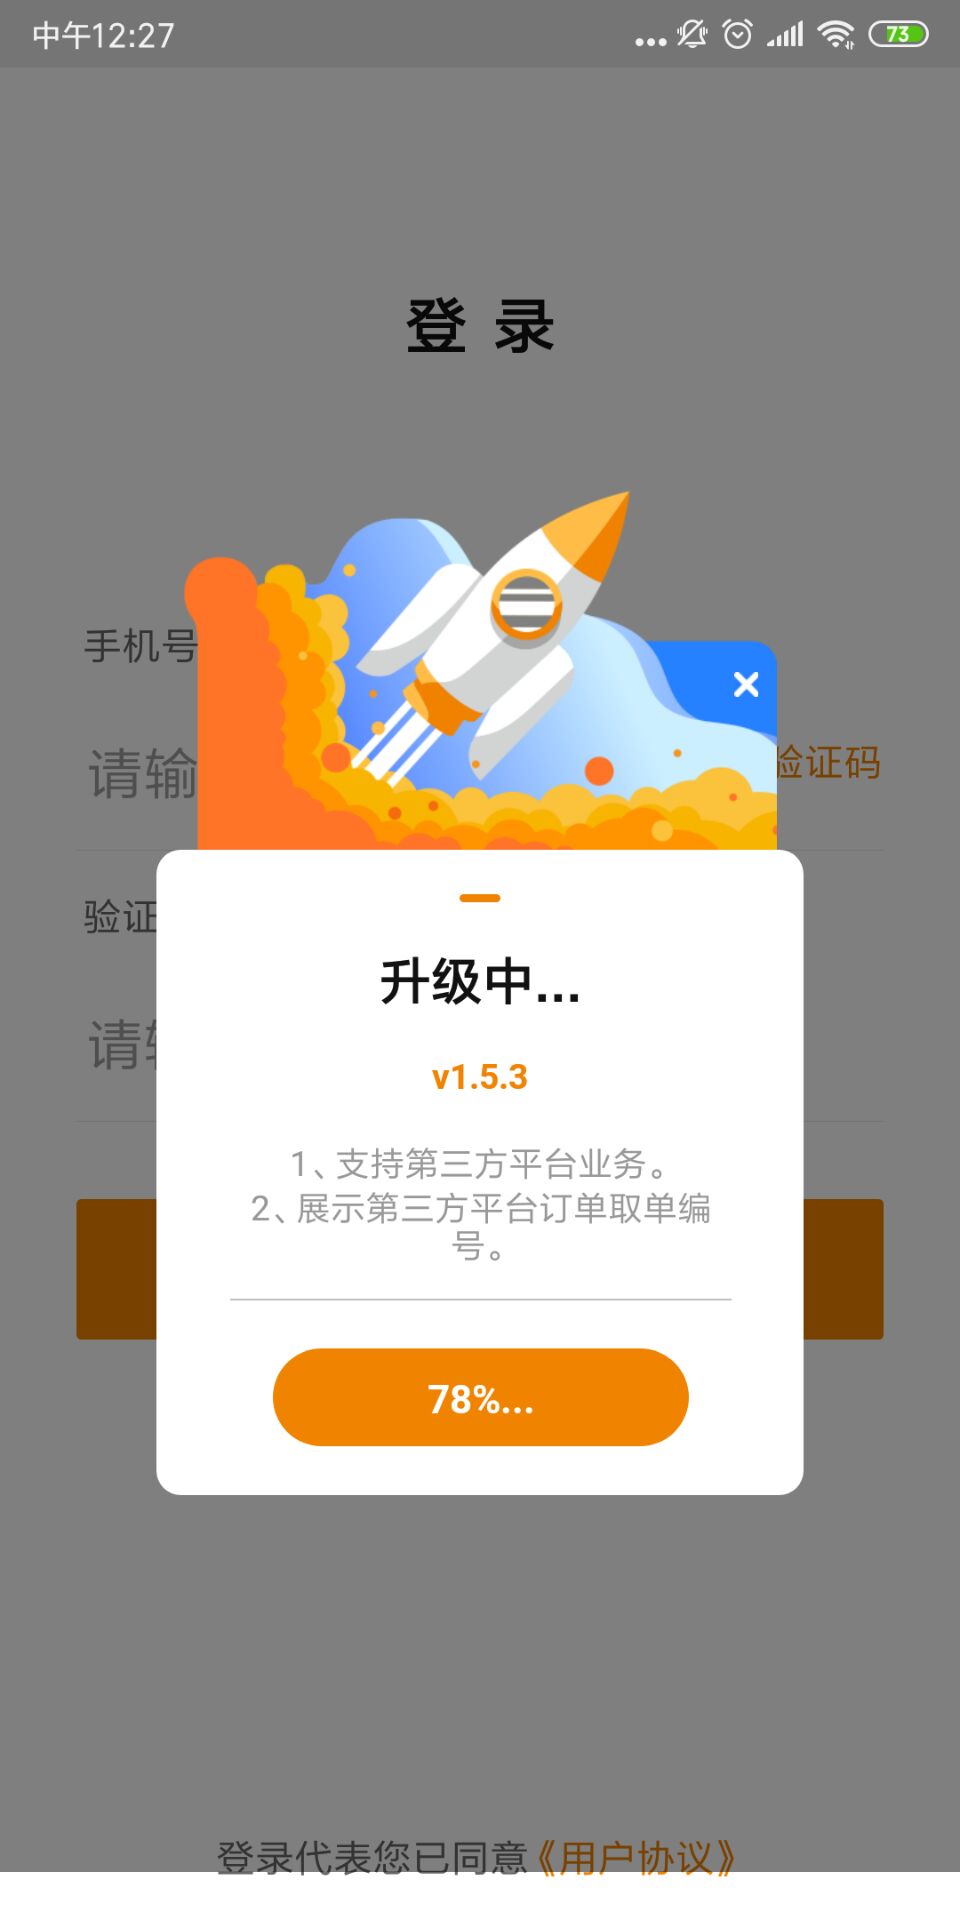 中午12:27
73
登 录
手机号
请输
验证码
验证
请
升级中...
v1.5.3
1、支持第三方平台业务。
2、展示第三方平台订单取单编
号。
78%...
登录代表您已同意《用户协议》